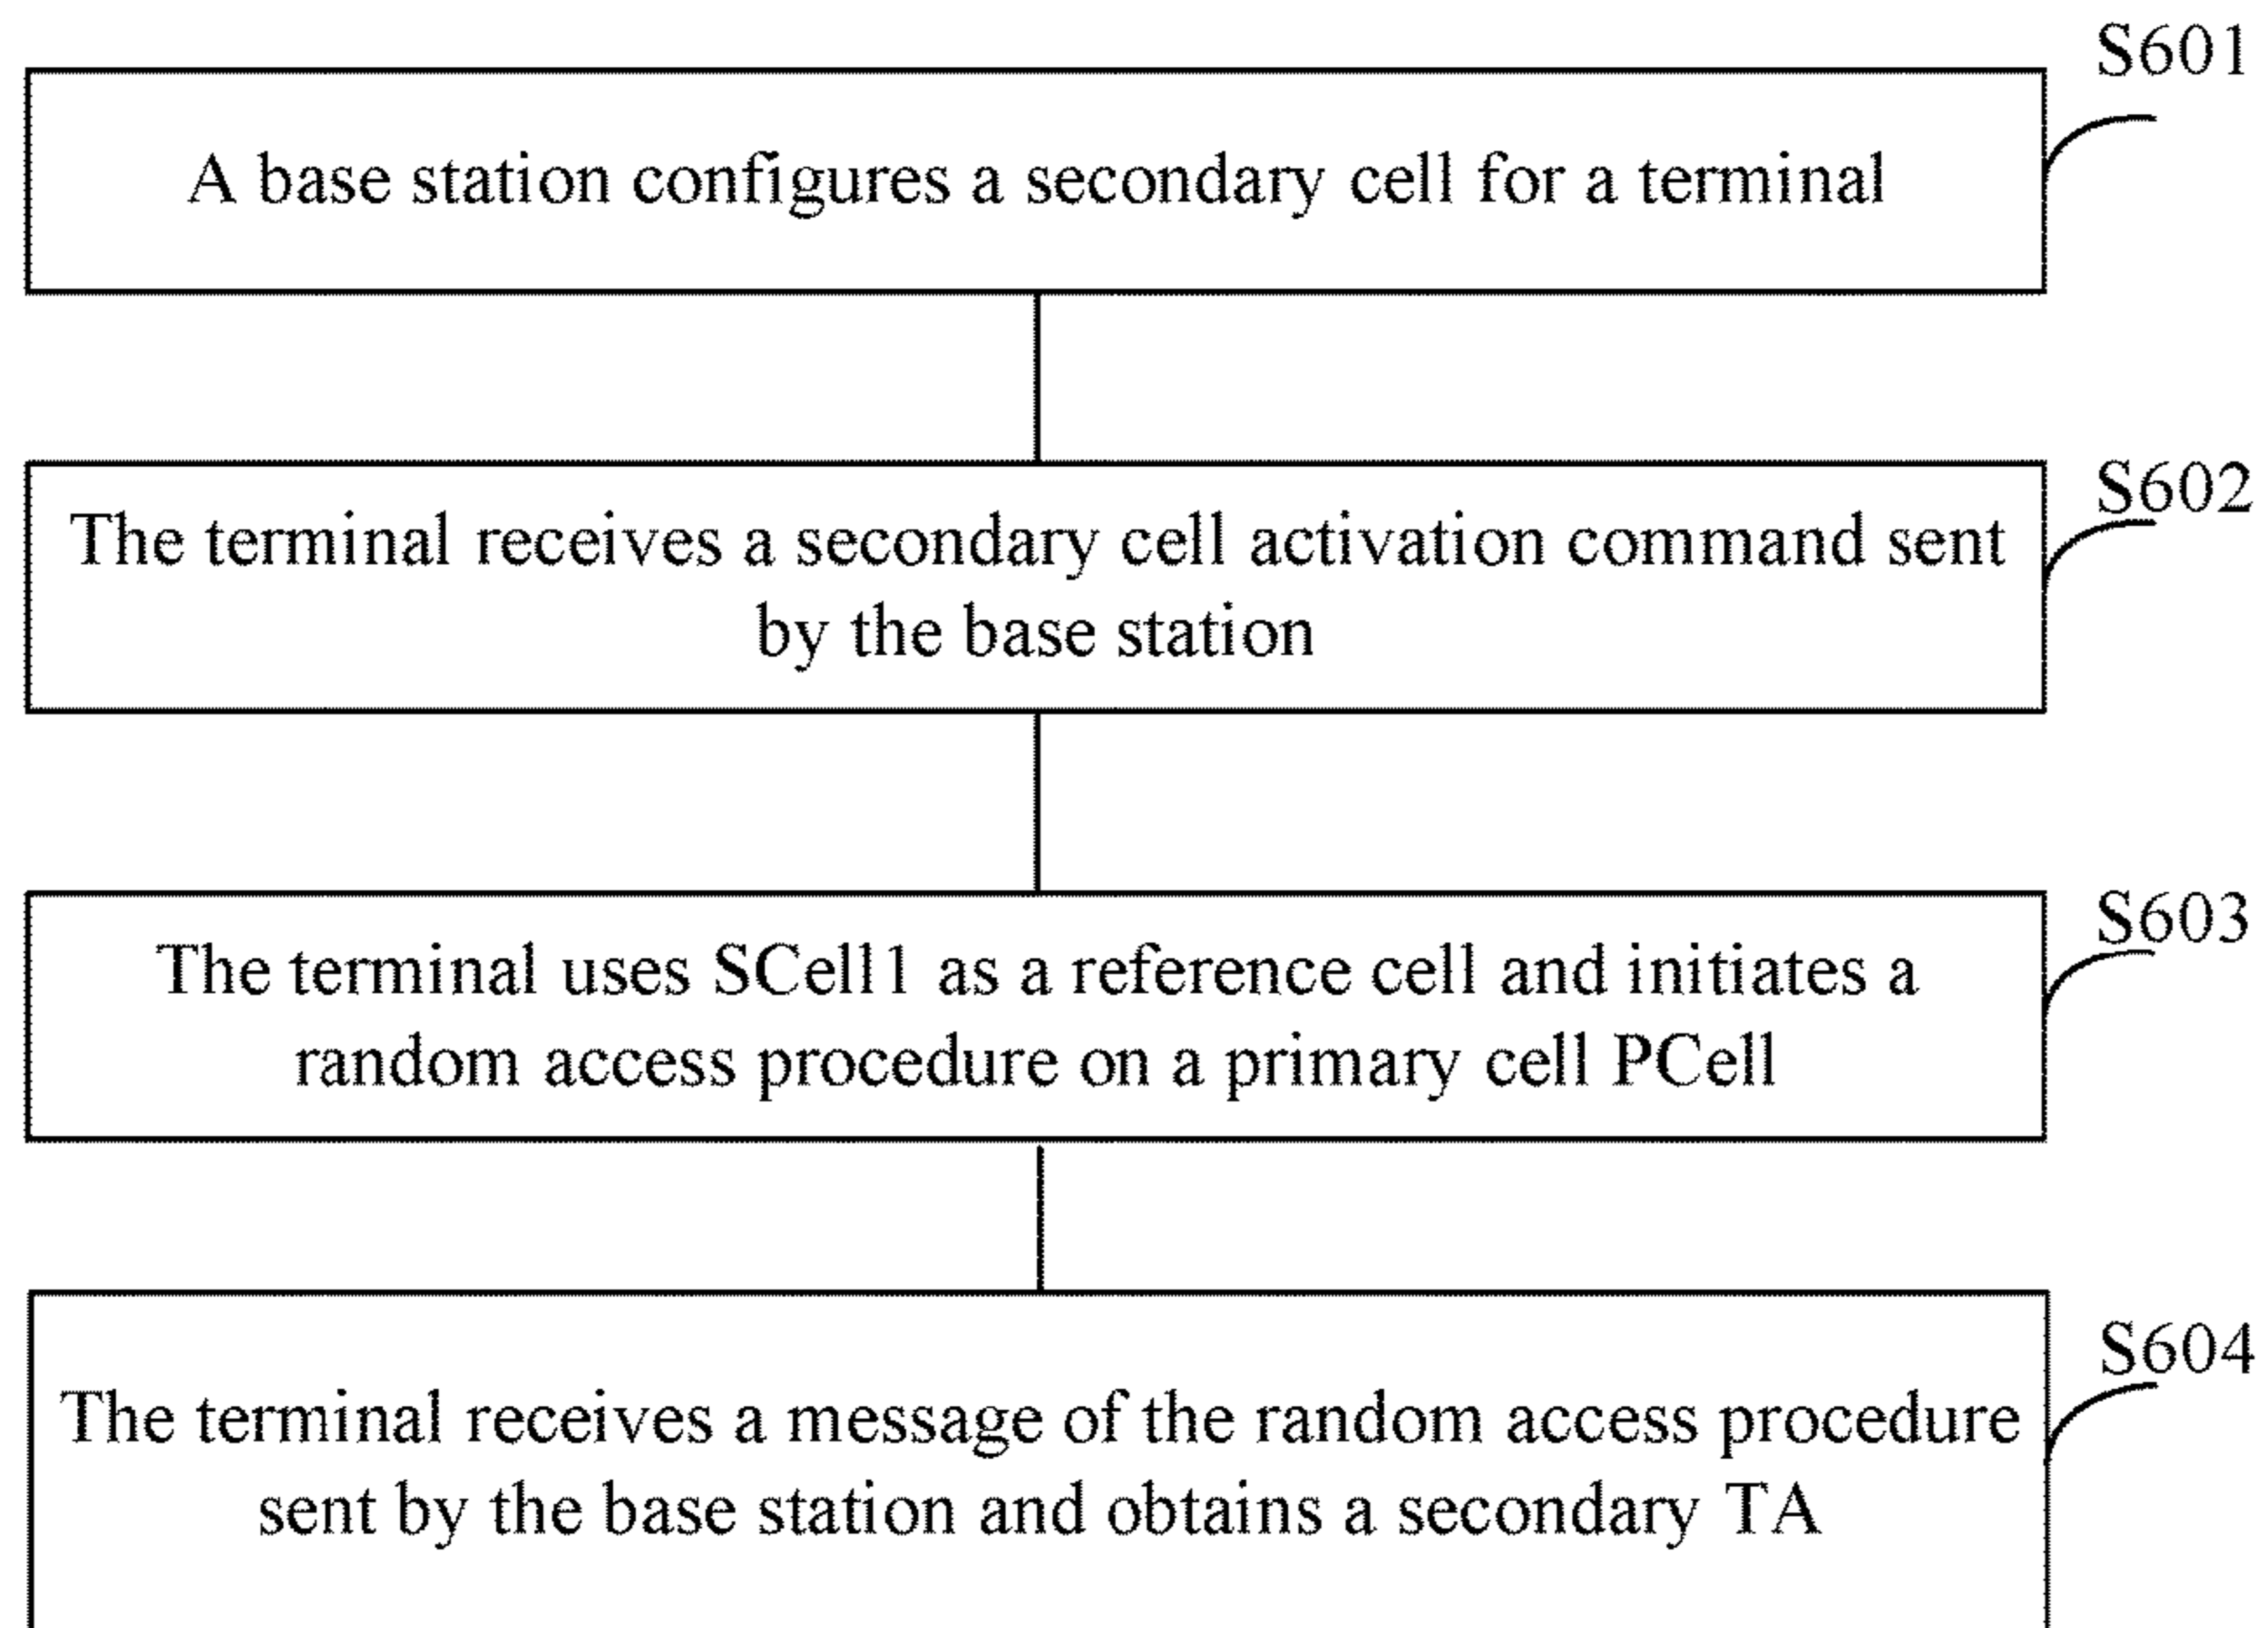 S601
A base station configures a secondary cell for a terminal
S602
The terminal receives a secondary cell activation command sent
by the base station
S603
The terminal uses SCell1 as a reference cell and initiates a
random access procedure on a primary cell PCell
S604
The terminal receives a message of the random access procedure
sent by the base station and obtains a secondary TA